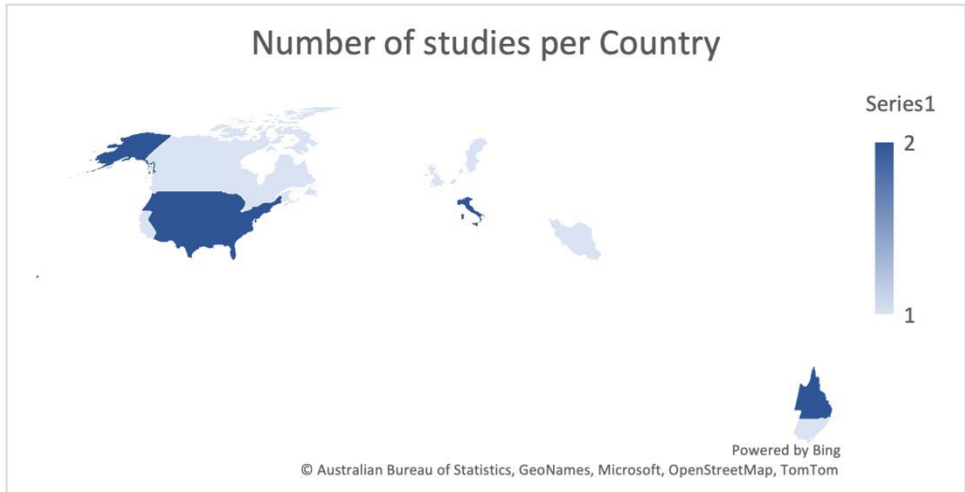 Number of studies per Country
Series1
2
1
Powered by Bing
© Australian Bureau of Statistics, GeoNames, Microsoft, OpenStreetMap, TomTom